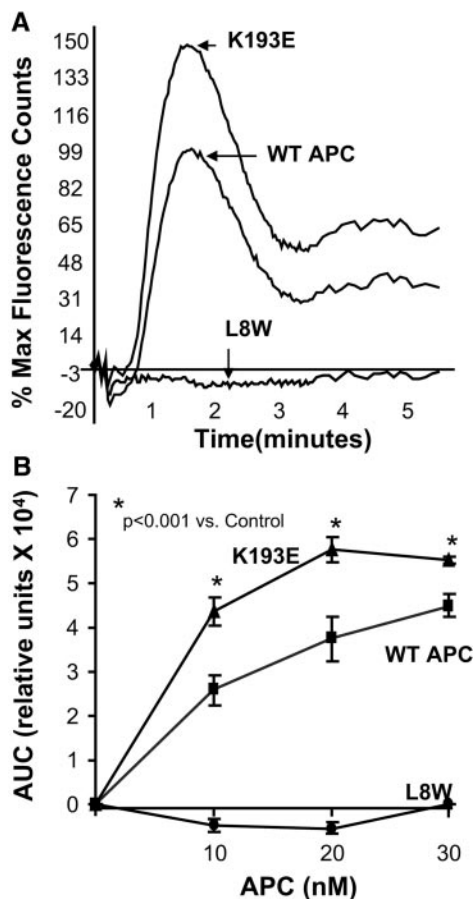 A
% Max Fluorescence Counts
150
133
116
99
82
65
48
31
14
-3
-20
K193E
WT APC
L8W
1 2 3 4 5
Time(minutes)
B
AUC (relative units X 10⁴)
7
6
5
4
3
2
1
0
* p<0.001 vs. Control
K193E
*
*
*
WT APC
L8W
10 20 30
APC (nM)